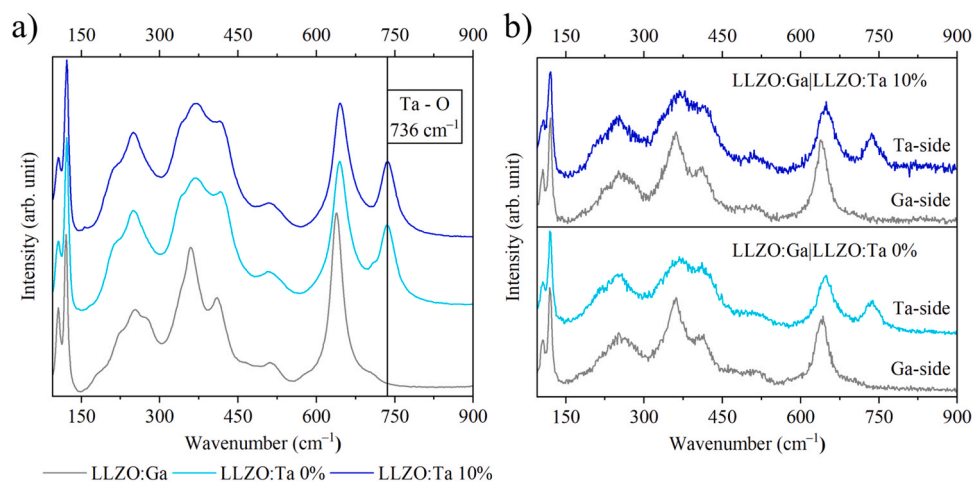 a)
150 300 450 600 750 900
Ta - O
736 cm⁻¹
Intensity (arb. unit)
150 300 450 600 750 900
Wavenumber (cm⁻¹)
LLZO:Ga LLZO:Ta 0% LLZO:Ta 10%
b)
150 300 450 600 750 900
LLZO:Ga|LLZO:Ta 10%
Ta-side
Ga-side
LLZO:Ga|LLZO:Ta 0%
Ta-side
Ga-side
Intensity (arb. unit)
150 300 450 600 750 900
Wavenumber (cm⁻¹)